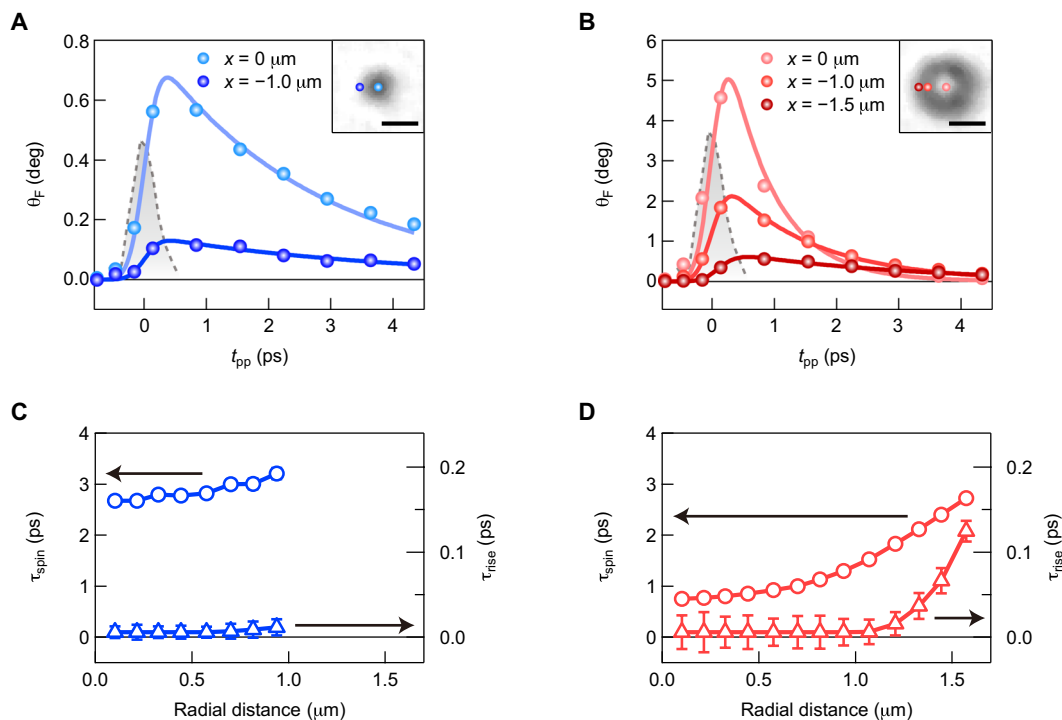 A
0.8
0.6
0.4
0.2
0.0
θF (deg)
x = 0 μm
x = −1.0 μm
0
1
2
3
4
tpp (ps)
B
6
5
4
3
2
1
0
θF (deg)
x = 0 μm
x = −1.0 μm
x = −1.5 μm
0
1
2
3
4
tpp (ps)
C
4
3
2
1
0
τspin (ps)
0.2
0.1
0.0
τrise (ps)
0.0
0.5
1.0
1.5
Radial distance (μm)
D
4
3
2
1
0
τspin (ps)
0.2
0.1
0.0
τrise (ps)
0.0
0.5
1.0
1.5
Radial distance (μm)